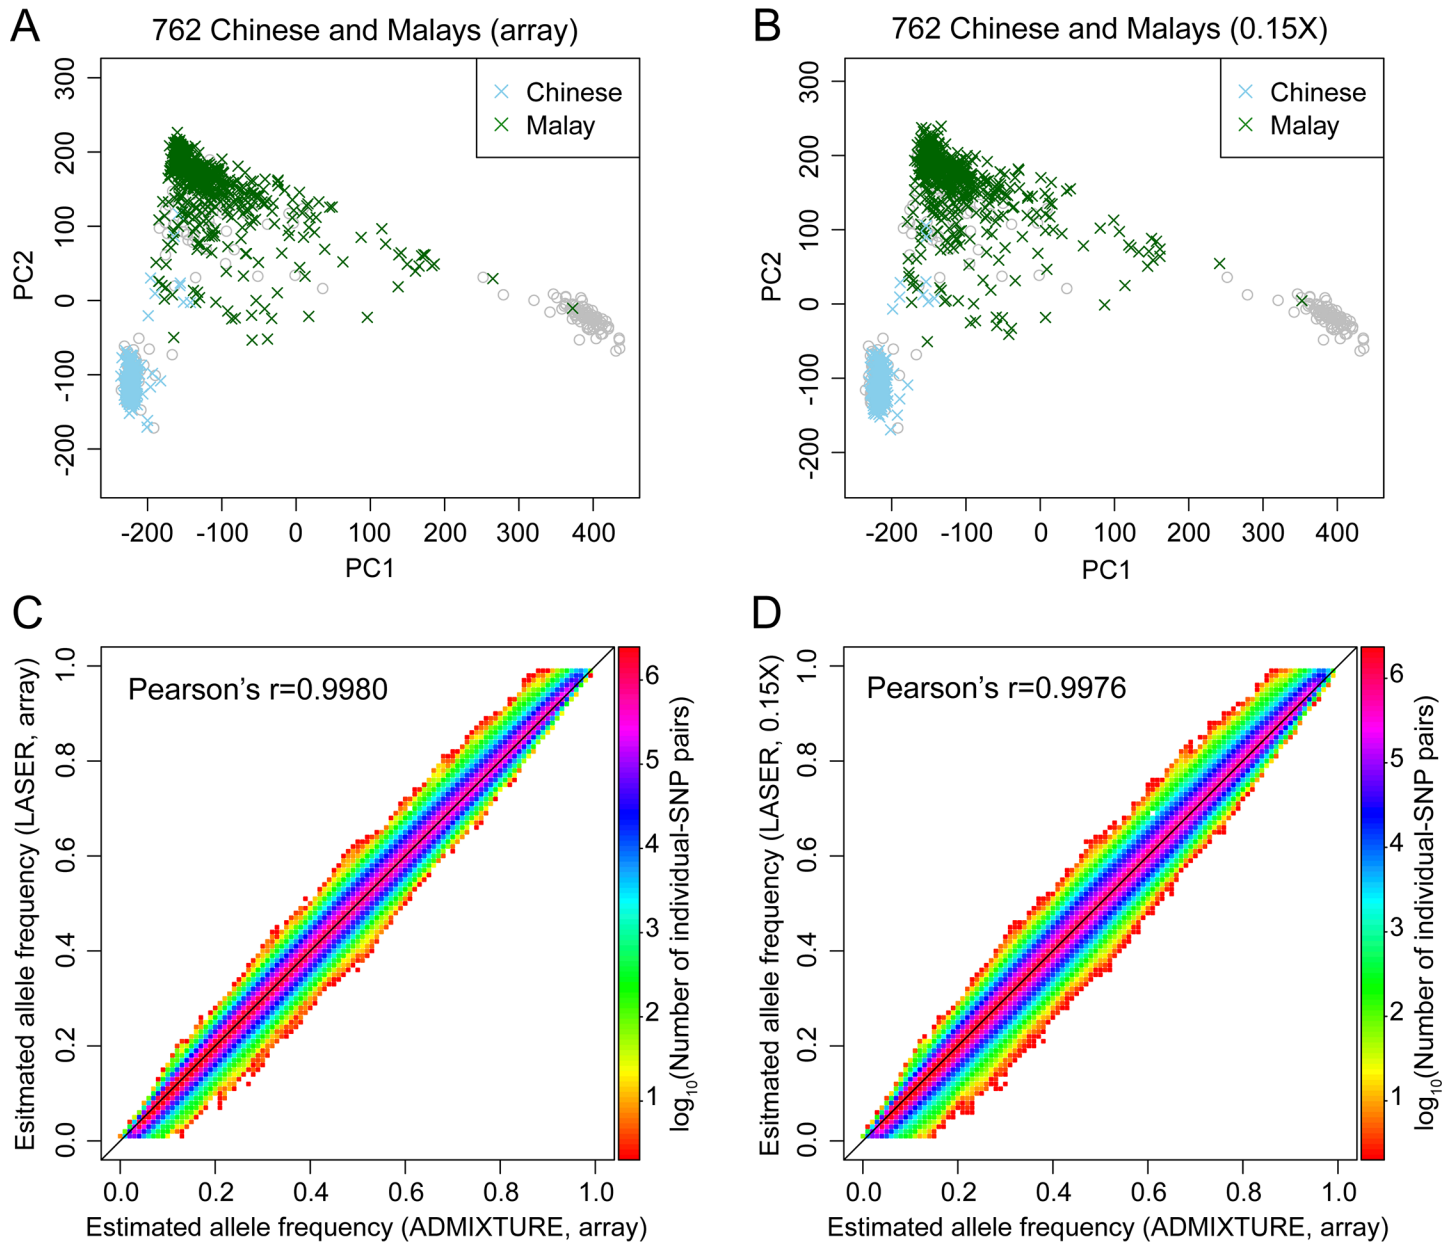 A
762 Chinese and Malays (array)
Chinese
Malay
PC2
300
200
100
0
-100
-200
-200 -100 0 100 200 300 400
PC1
B
762 Chinese and Malays (0.15X)
Chinese
Malay
PC2
300
200
100
0
-100
-200
-200 -100 0 100 200 300 400
PC1
C
Pearson's r=0.9980
Esitmated allele frequency (LASER, array)
1.0
0.8
0.6
0.4
0.2
0.0
0.0 0.2 0.4 0.6 0.8 1.0
Estimated allele frequency (ADMIXTURE, array)
6
5
4
3
2
1
log10(Number of individual-SNP pairs)
D
Pearson's r=0.9976
Esitmated allele frequency (LASER, 0.15X)
1.0
0.8
0.6
0.4
0.2
0.0
0.0 0.2 0.4 0.6 0.8 1.0
Estimated allele frequency (ADMIXTURE, array)
6
5
4
3
2
1
log10(Number of individual-SNP pairs)